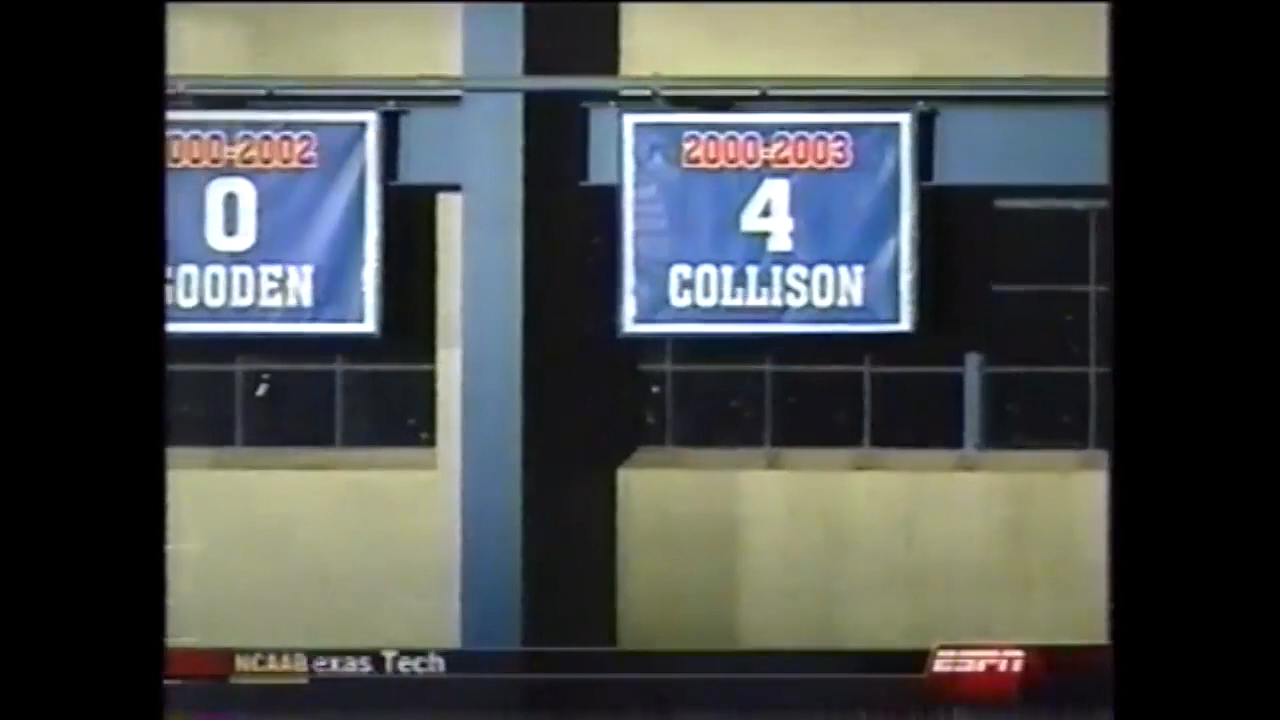 000-2002
0
GOODEN
2000-2003
4
COLLISON
NCAAB exas Tech
ESPN